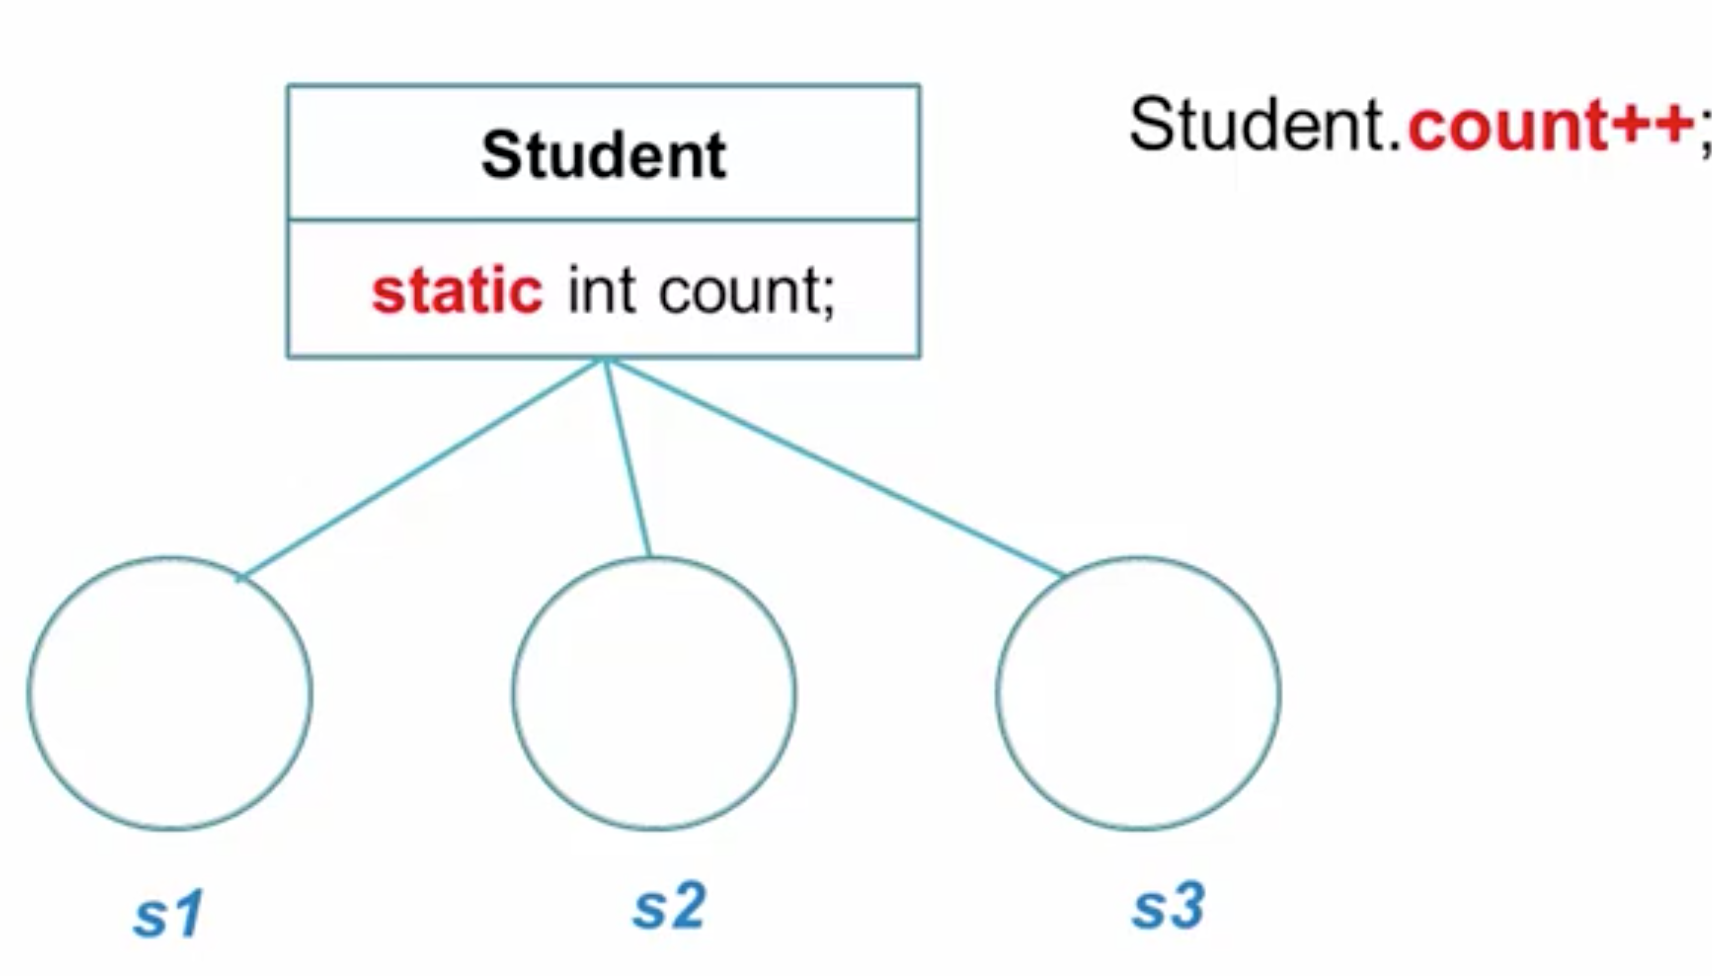 Student
static int count;
Student.count++;
s1
s2
s3